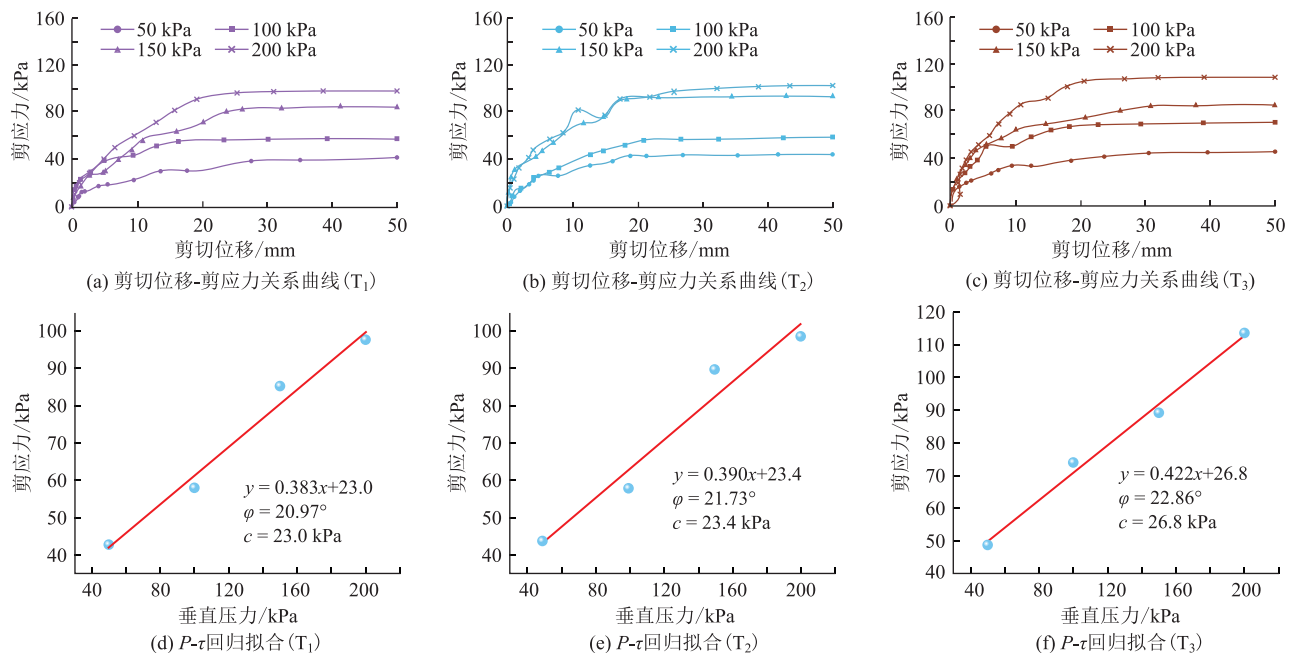 160
120
80
40
0
剪应力/kPa
50 kPa
100 kPa
150 kPa
200 kPa
0
10
20
30
40
50
剪切位移/mm
(a) 剪切位移-剪应力关系曲线(T₁)
160
120
80
40
0
剪应力/kPa
50 kPa
100 kPa
150 kPa
200 kPa
0
10
20
30
40
50
剪切位移/mm
(b) 剪切位移-剪应力关系曲线(T₂)
160
120
80
40
0
剪应力/kPa
50 kPa
100 kPa
150 kPa
200 kPa
0
10
20
30
40
50
剪切位移/mm
(c) 剪切位移-剪应力关系曲线(T₃)
100
90
80
70
60
50
40
剪应力/kPa
y = 0.383x+23.0
φ = 20.97°
c = 23.0 kPa
40
80
120
160
200
垂直压力/kPa
(d) P-τ回归拟合(T₁)
100
90
80
70
60
50
40
剪应力/kPa
y = 0.390x+23.4
φ = 21.73°
c = 23.4 kPa
40
80
120
160
200
垂直压力/kPa
(e) P-τ回归拟合(T₂)
120
110
100
90
80
70
60
50
40
剪应力/kPa
y = 0.422x+26.8
φ = 22.86°
c = 26.8 kPa
40
80
120
160
200
垂直压力/kPa
(f) P-τ回归拟合(T₃)